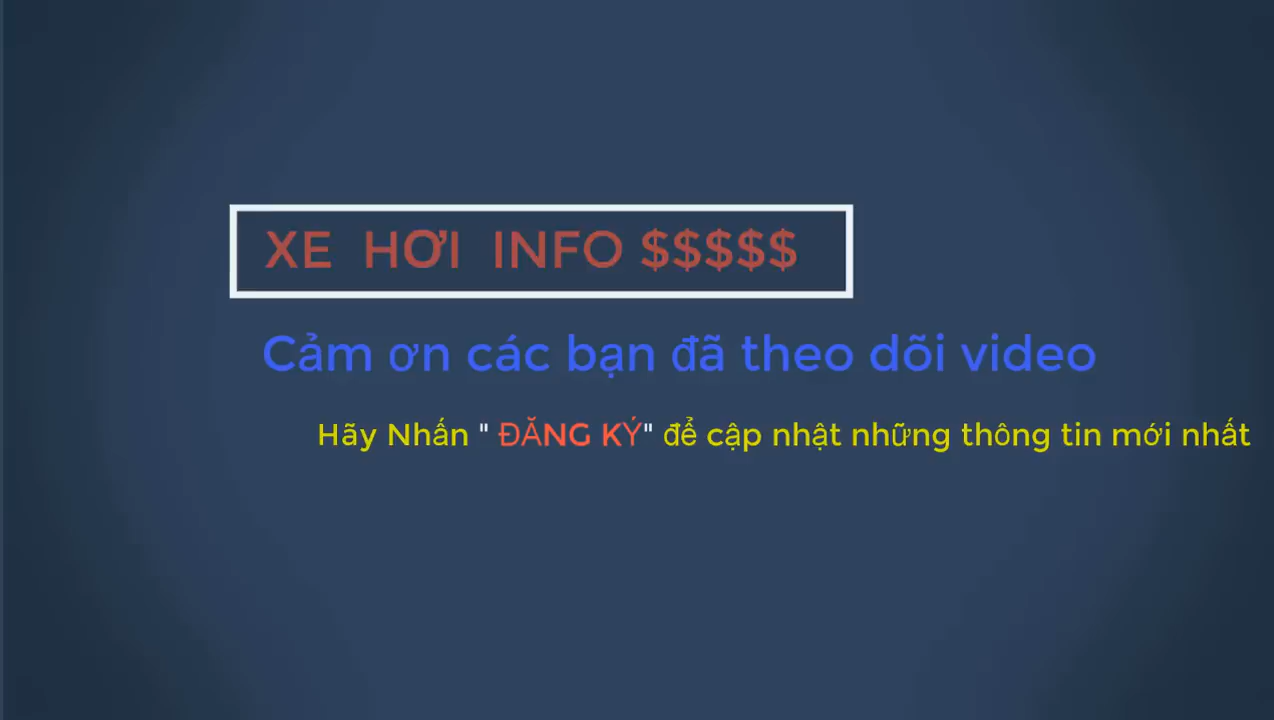 XE HƠI INFO $$$$$
Cảm ơn các bạn đã theo dõi video
Hãy Nhấn " ĐĂNG KÝ" để cập nhật những thông tin mới nhất